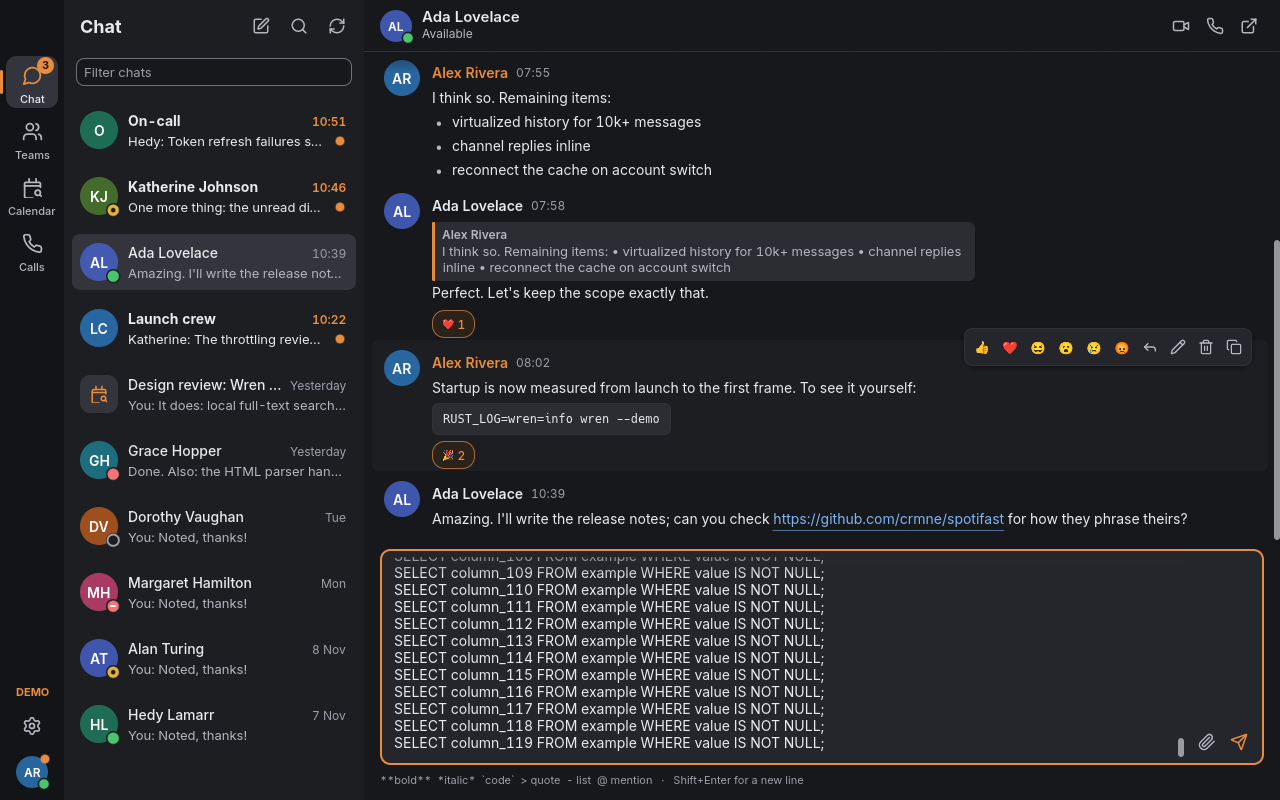 3
Chat
Teams
Calendar
Calls
DEMO
AR
Chat
Filter chats
O
On-call
10:51
Hedy: Token refresh failures s...
KJ
Katherine Johnson
10:46
One more thing: the unread di...
AL
Ada Lovelace
10:39
Amazing. I'll write the release not...
LC
Launch crew
10:22
Katherine: The throttling revie...
Design review: Wren ...
Yesterday
You: It does: local full-text search...
GH
Grace Hopper
Yesterday
Done. Also: the HTML parser han...
DV
Dorothy Vaughan
Tue
You: Noted, thanks!
MH
Margaret Hamilton
Mon
You: Noted, thanks!
AT
Alan Turing
8 Nov
You: Noted, thanks!
HL
Hedy Lamarr
7 Nov
You: Noted, thanks!
AL
Ada Lovelace
Available
AR
Alex Rivera 07:55
I think so. Remaining items:
• virtualized history for 10k+ messages
• channel replies inline
• reconnect the cache on account switch
AL
Ada Lovelace 07:58
Alex Rivera
I think so. Remaining items: • virtualized history for 10k+ messages • channel replies
inline • reconnect the cache on account switch
Perfect. Let's keep the scope exactly that.
❤️ 1
AR
Alex Rivera 08:02
Startup is now measured from launch to the first frame. To see it yourself:
RUST_LOG=wren=info wren --demo
🎉 2
AL
Ada Lovelace 10:39
Amazing. I'll write the release notes; can you check https://github.com/crmne/spotifast for how they phrase theirs?
SELECT column_108 FROM example WHERE value IS NOT NULL;
SELECT column_109 FROM example WHERE value IS NOT NULL;
SELECT column_110 FROM example WHERE value IS NOT NULL;
SELECT column_111 FROM example WHERE value IS NOT NULL;
SELECT column_112 FROM example WHERE value IS NOT NULL;
SELECT column_113 FROM example WHERE value IS NOT NULL;
SELECT column_114 FROM example WHERE value IS NOT NULL;
SELECT column_115 FROM example WHERE value IS NOT NULL;
SELECT column_116 FROM example WHERE value IS NOT NULL;
SELECT column_117 FROM example WHERE value IS NOT NULL;
SELECT column_118 FROM example WHERE value IS NOT NULL;
SELECT column_119 FROM example WHERE value IS NOT NULL;
**bold** *italic* `code` > quote - list @ mention · Shift+Enter for a new line